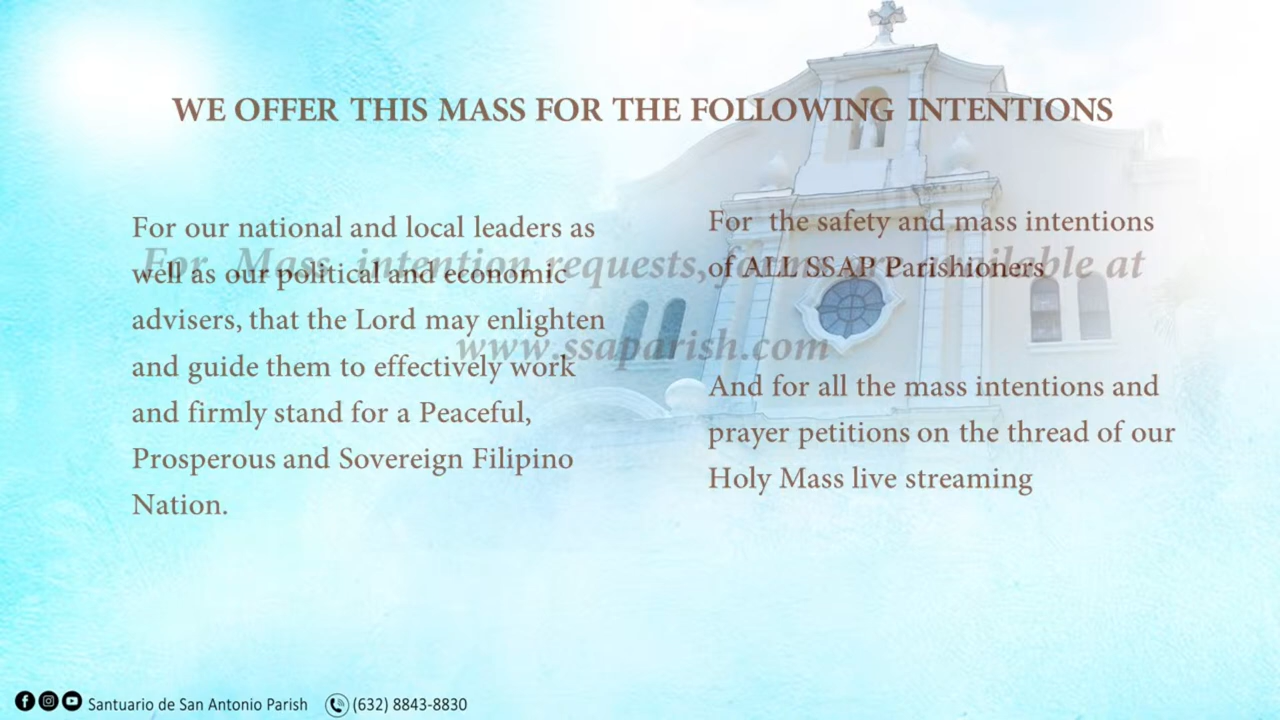 WE OFFER THIS MASS FOR THE FOLLOWING INTENTIONS
For our national and local leaders as
well as our political and economic
advisers, that the Lord may enlighten
and guide them to effectively work
and firmly stand for a Peaceful,
Prosperous and Sovereign Filipino
Nation.
For the safety and mass intentions
of ALL SSAP Parishioners
And for all the mass intentions and
prayer petitions on the thread of our
Holy Mass live streaming
For Mass intention requests, available at
www.ssaparish.com
Santuario de San Antonio Parish (632) 8843-8830